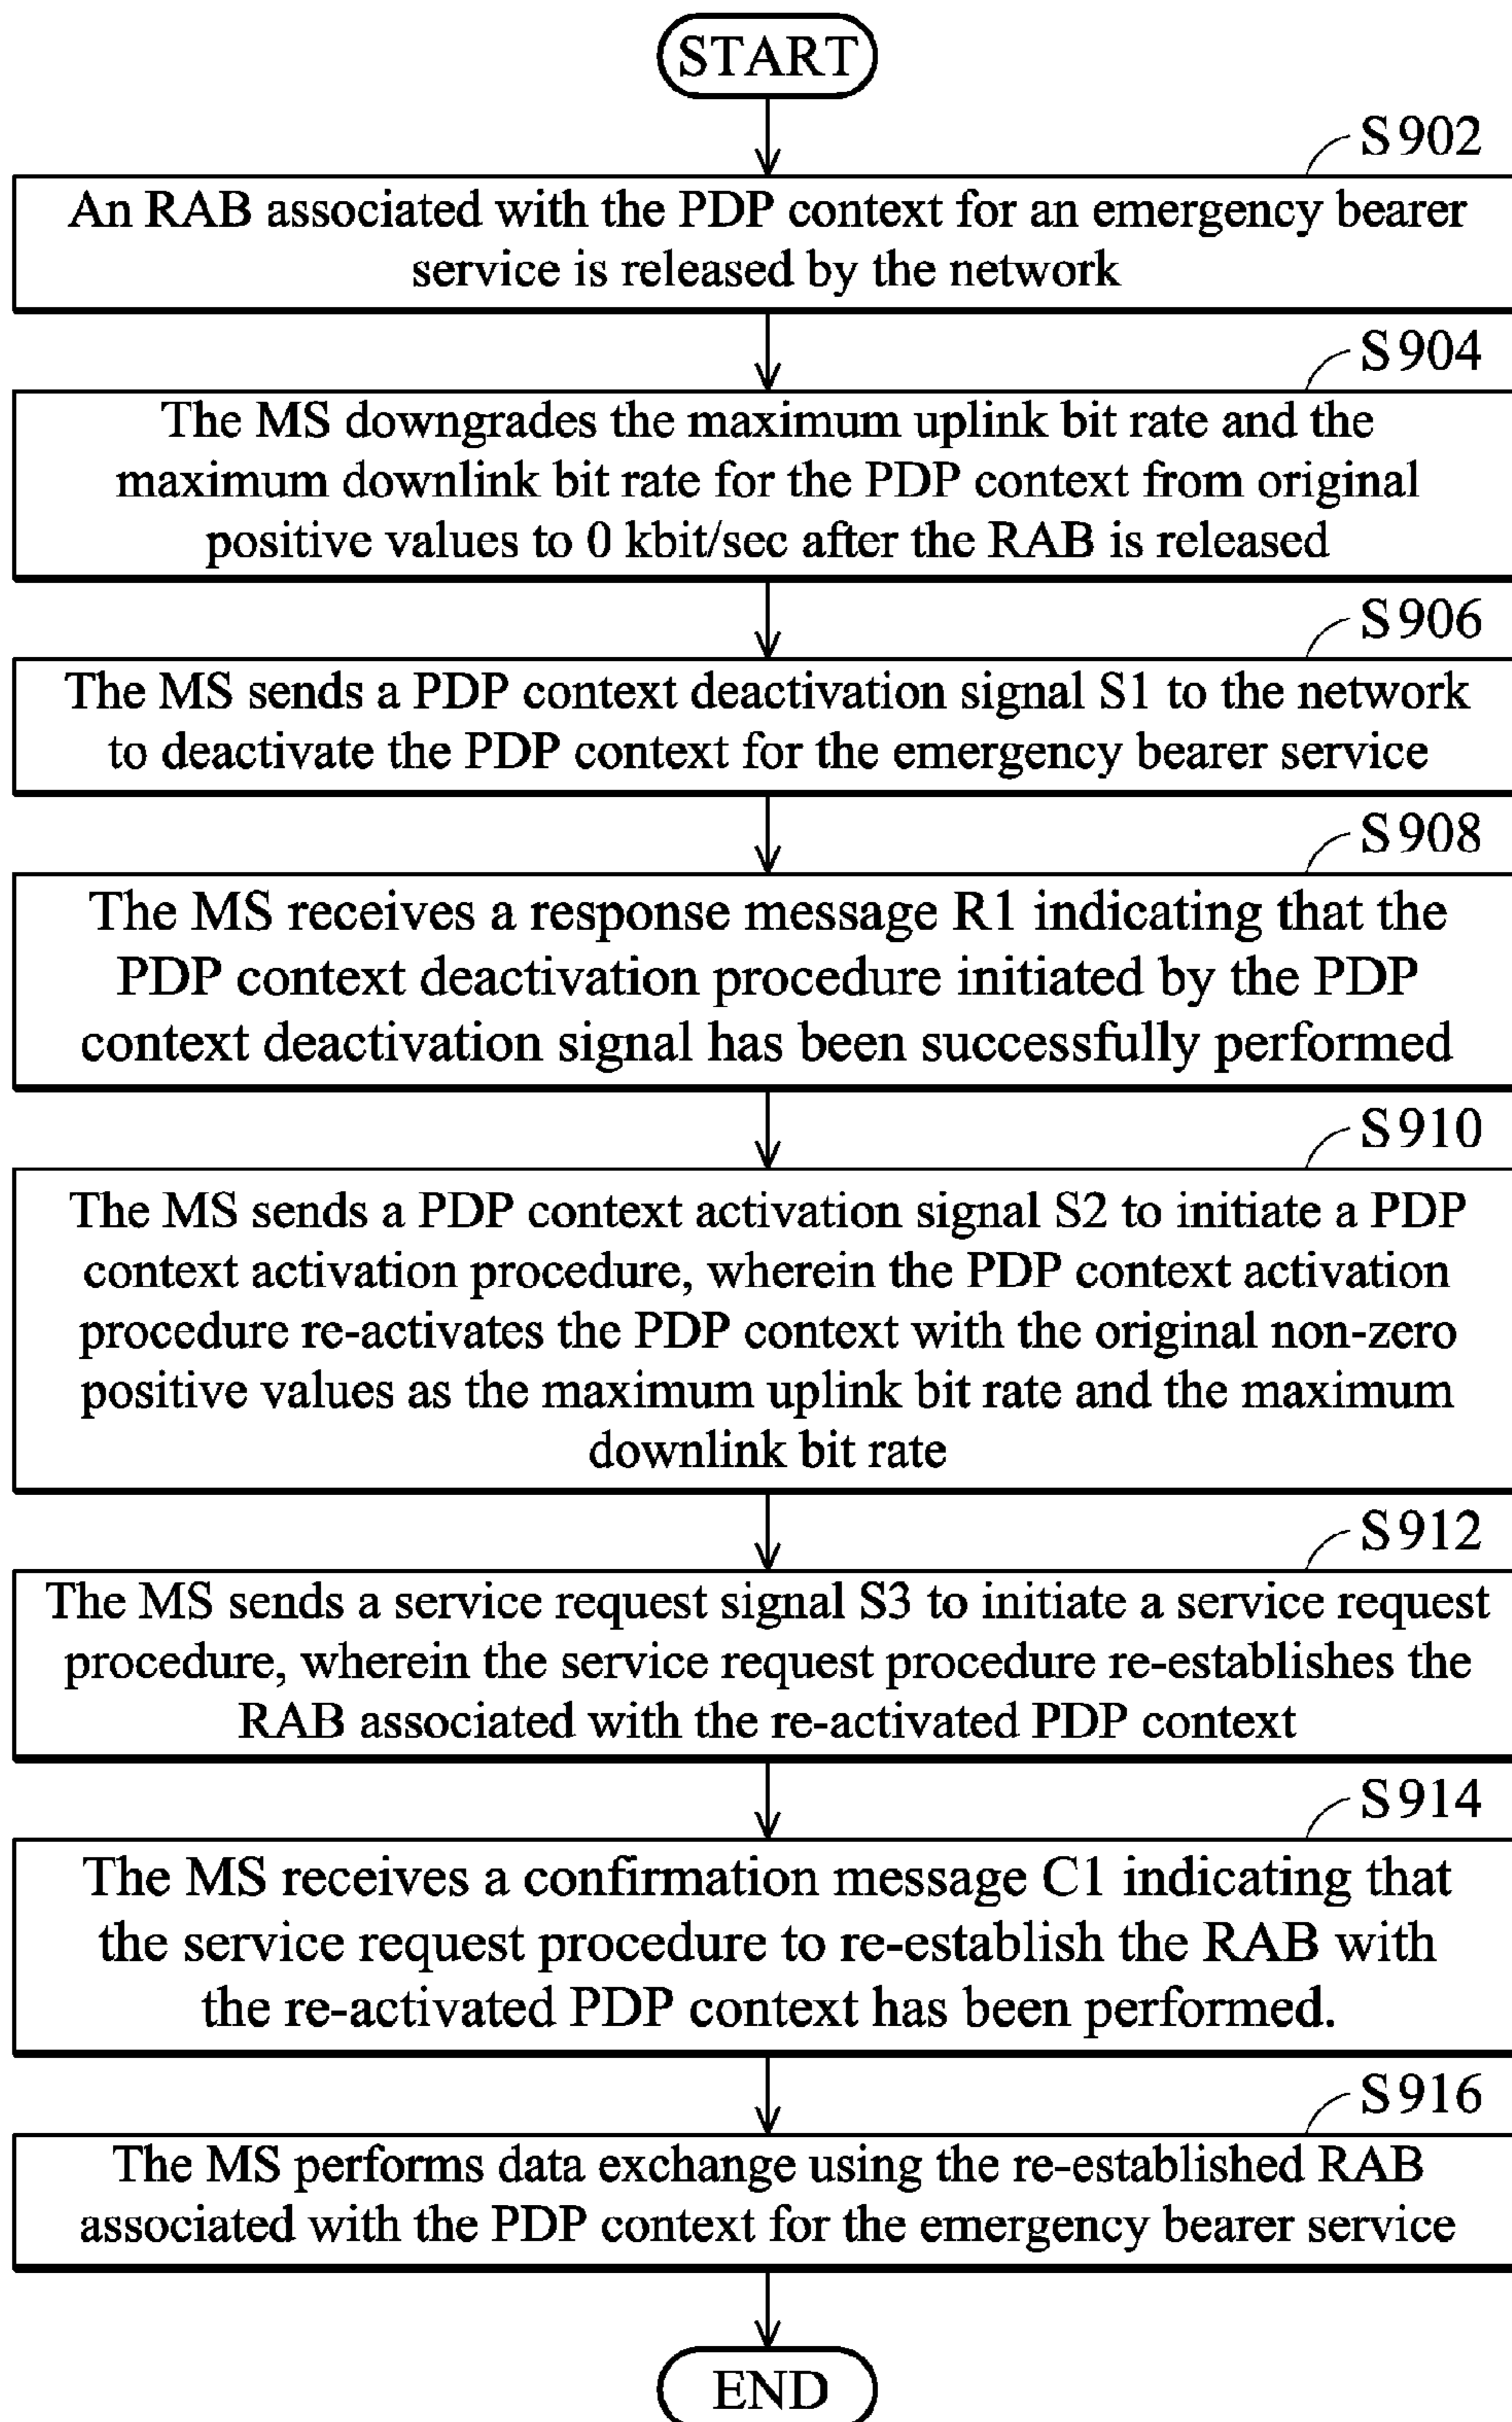 START
S902
An RAB associated with the PDP context for an emergency bearer
service is released by the network
S904
The MS downgrades the maximum uplink bit rate and the
maximum downlink bit rate for the PDP context from original
positive values to 0 kbit/sec after the RAB is released
S906
The MS sends a PDP context deactivation signal S1 to the network
to deactivate the PDP context for the emergency bearer service
S908
The MS receives a response message R1 indicating that the
PDP context deactivation procedure initiated by the PDP
context deactivation signal has been successfully performed
S910
The MS sends a PDP context activation signal S2 to initiate a PDP
context activation procedure, wherein the PDP context activation
procedure re-activates the PDP context with the original non-zero
positive values as the maximum uplink bit rate and the maximum
downlink bit rate
S912
The MS sends a service request signal S3 to initiate a service request
procedure, wherein the service request procedure re-establishes the
RAB associated with the re-activated PDP context
S914
The MS receives a confirmation message C1 indicating that
the service request procedure to re-establish the RAB with
the re-activated PDP context has been performed.
S916
The MS performs data exchange using the re-established RAB
associated with the PDP context for the emergency bearer service
END